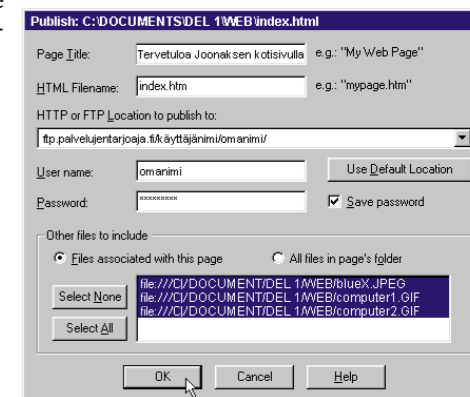 Publish: C:\DOCUMENTS\DEL 1\WEB\index.html
Page Title: Tervetuloa Joonaksen kotisivulla e.g.: "My Web Page"
HTML Filename: index.htm e.g.: "mypage.htm"
HTTP or FTP Location to publish to:
ftp.palvelujentarjoaja.fi/käyttäjänimi/omanimi/
User name: omanimi Use Default Location
Password: ********* Save password
Other files to include
Files associated with this page All files in page's folder
Select None
Select All
file:///C|/DOCUMENT/DEL 1/WEB/blueX.JPEG
file:///C|/DOCUMENT/DEL 1/WEB/computer1.GIF
file:///C|/DOCUMENT/DEL 1/WEB/computer2.GIF
OK Cancel Help